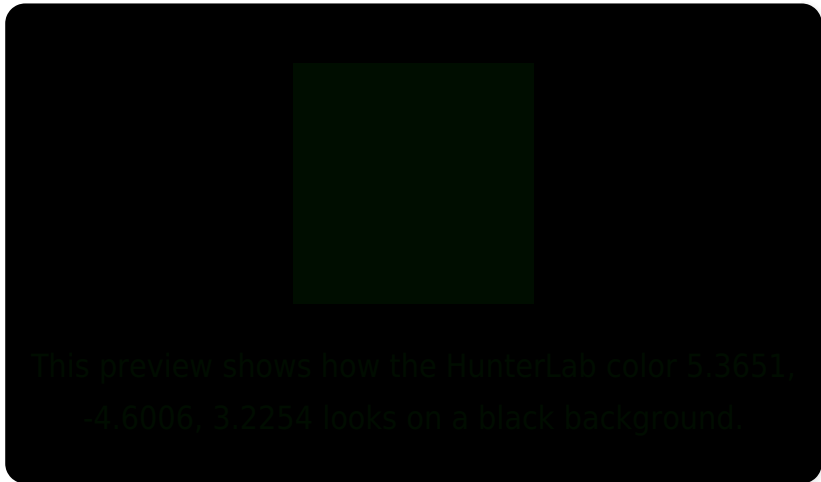 This preview shows how the HunterLab color 5.3651,
-4.6006, 3.2254 looks on a black background.